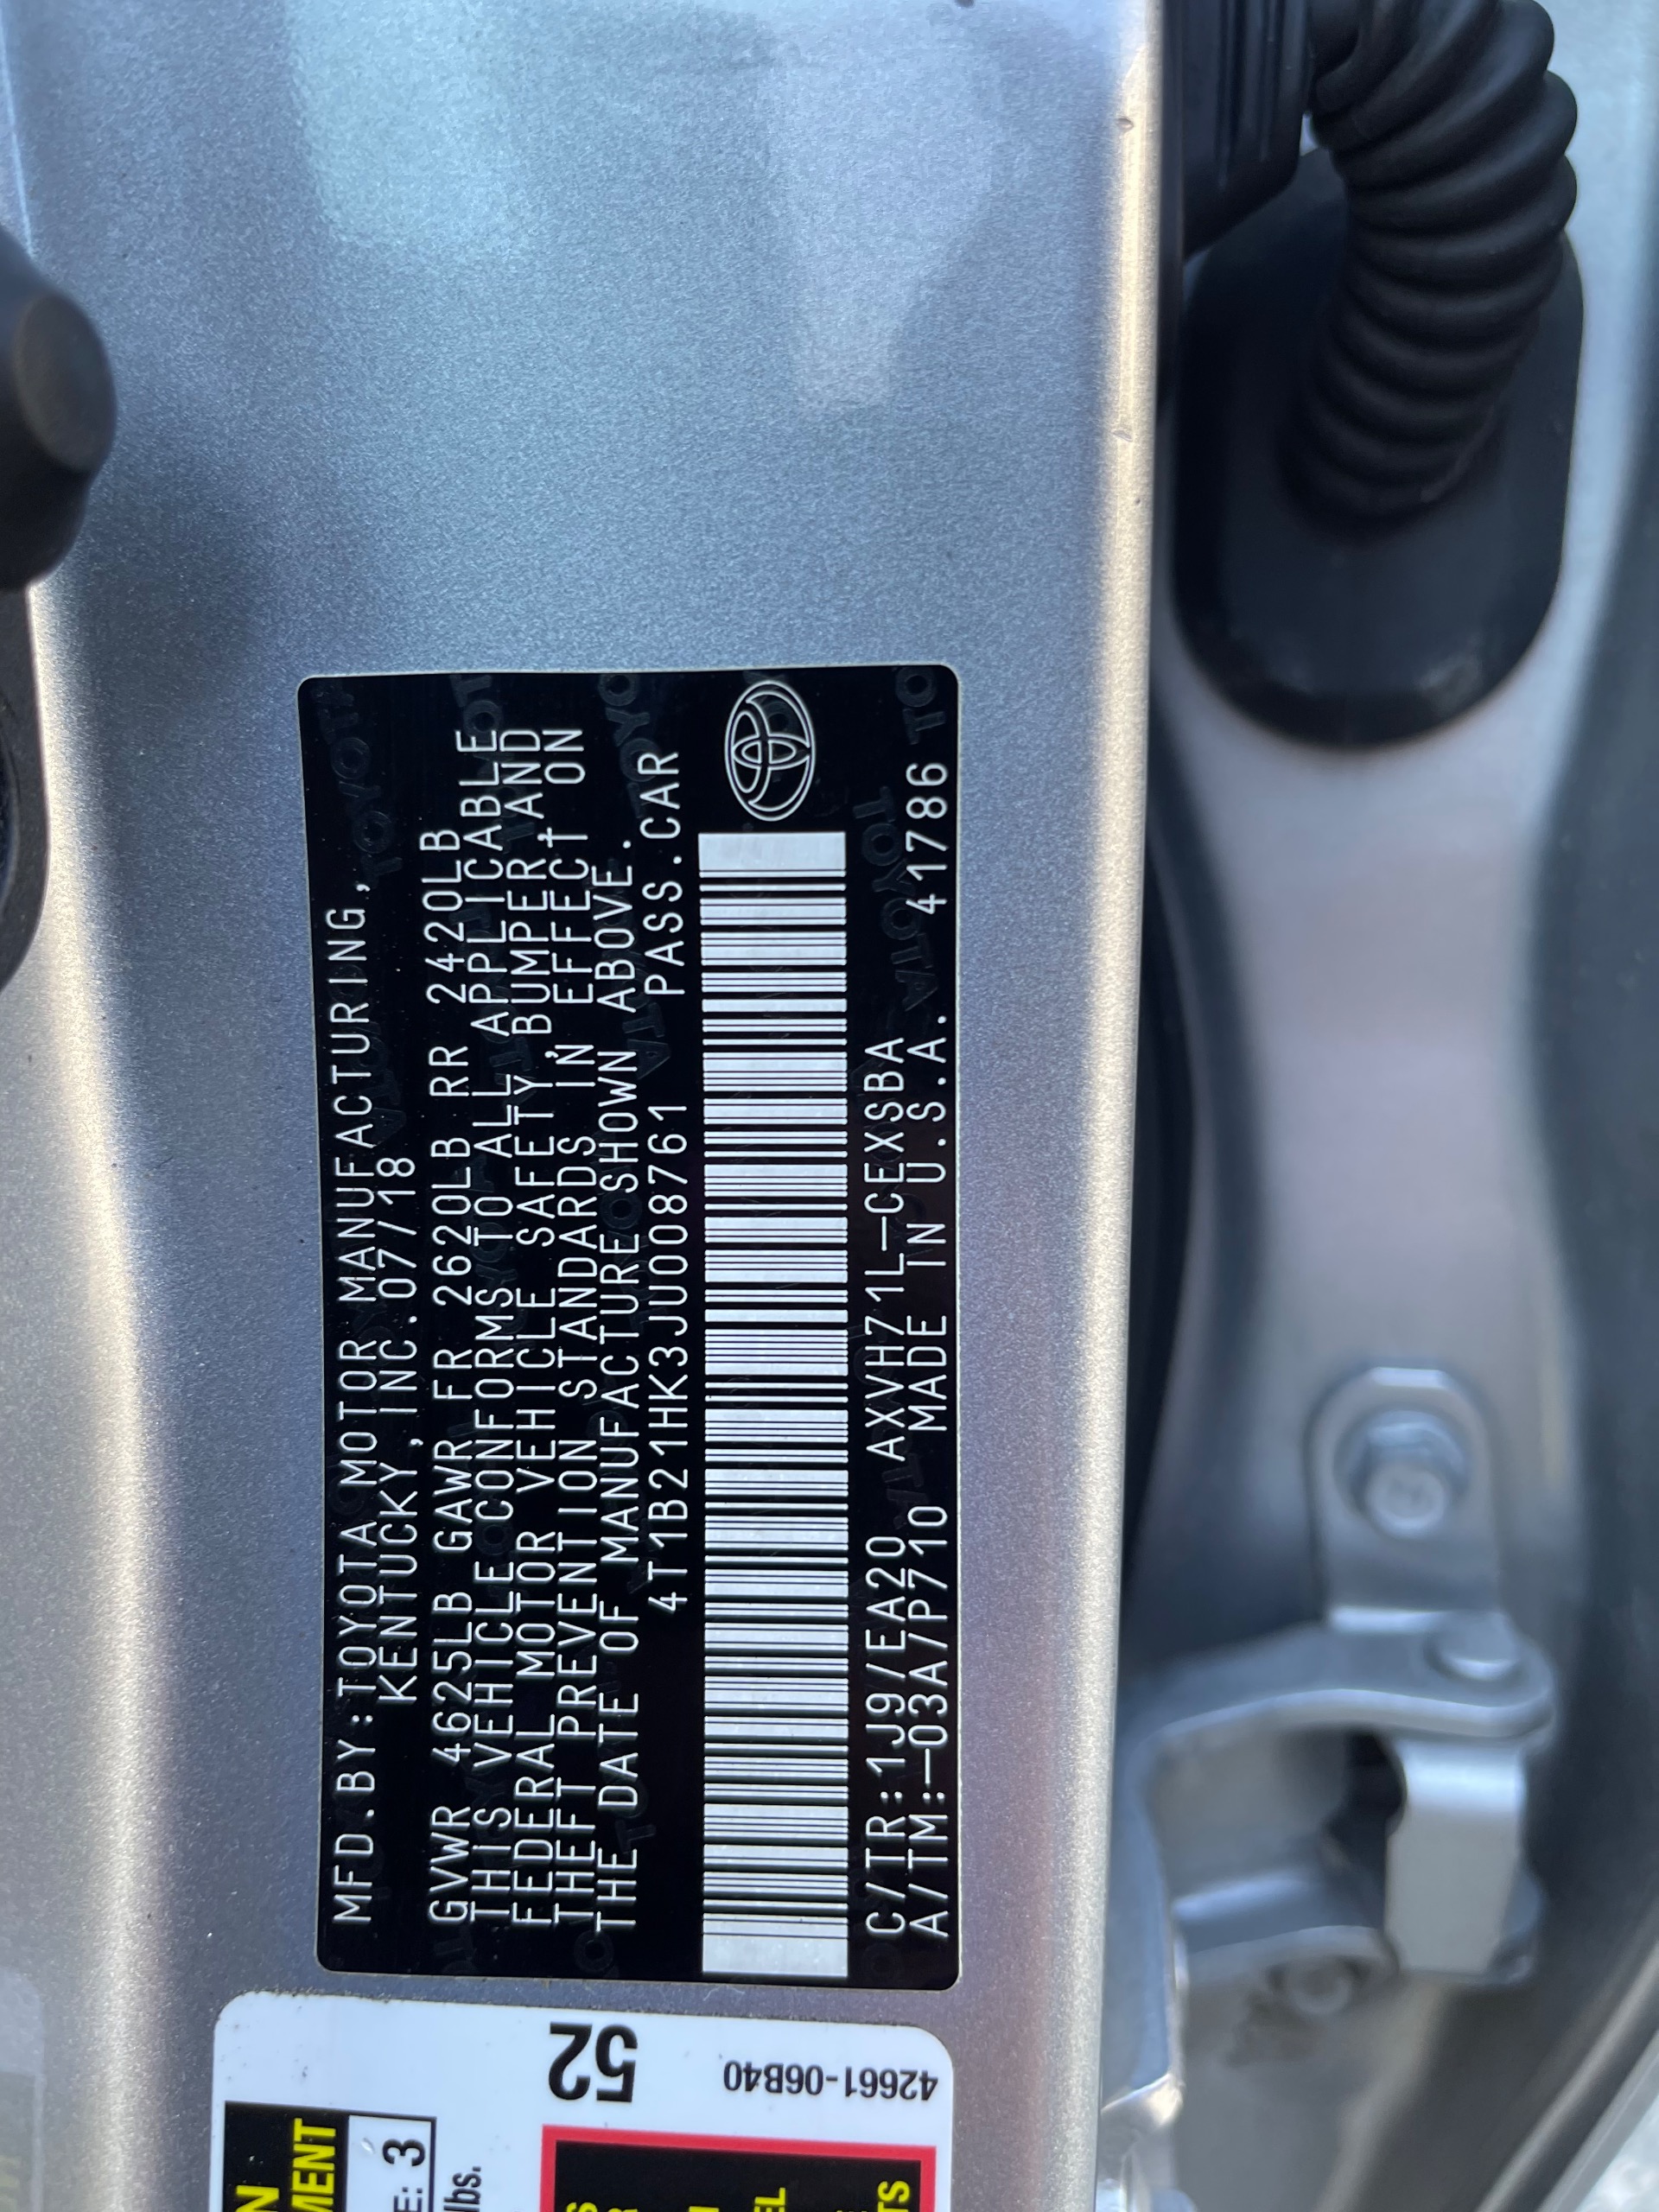 MFD.BY:TOYOTA MOTOR MANUFACTURING,
KENTUCKY, INC.07/18
GVWR 4625LB GAWR FR 2620LB RR 2420LB
THIS VEHICLE CONFORMS TO ALL APPLICABLE
FEDERAL MOTOR VEHICLE SAFETY, BUMPER, AND
THEFT PREVENTION STANDARDS IN EFFECT ON
THE DATE OF MANUFACTURE SHOWN ABOVE.
4T1B21HK3JU008761 PASS.CAR
C/TR:1J9/EA20 AXVH71L-CEXSBA
A/TM:-03A/P710 MADE IN U.S.A. 41786
52
42661-06B40
MENT
E: 3
lbs.